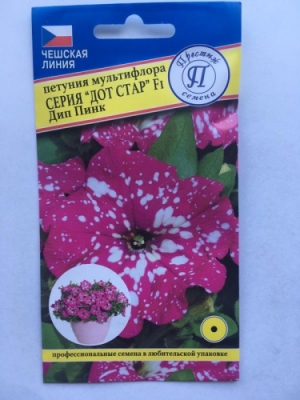 ЧЕШСКАЯ
ЛИНИЯ
Престиж
П
семена
петуния мультифлора
СЕРИЯ "ДОТ СТАР" F1
Дип Пинк
профессиональные семена в любительской упаковке